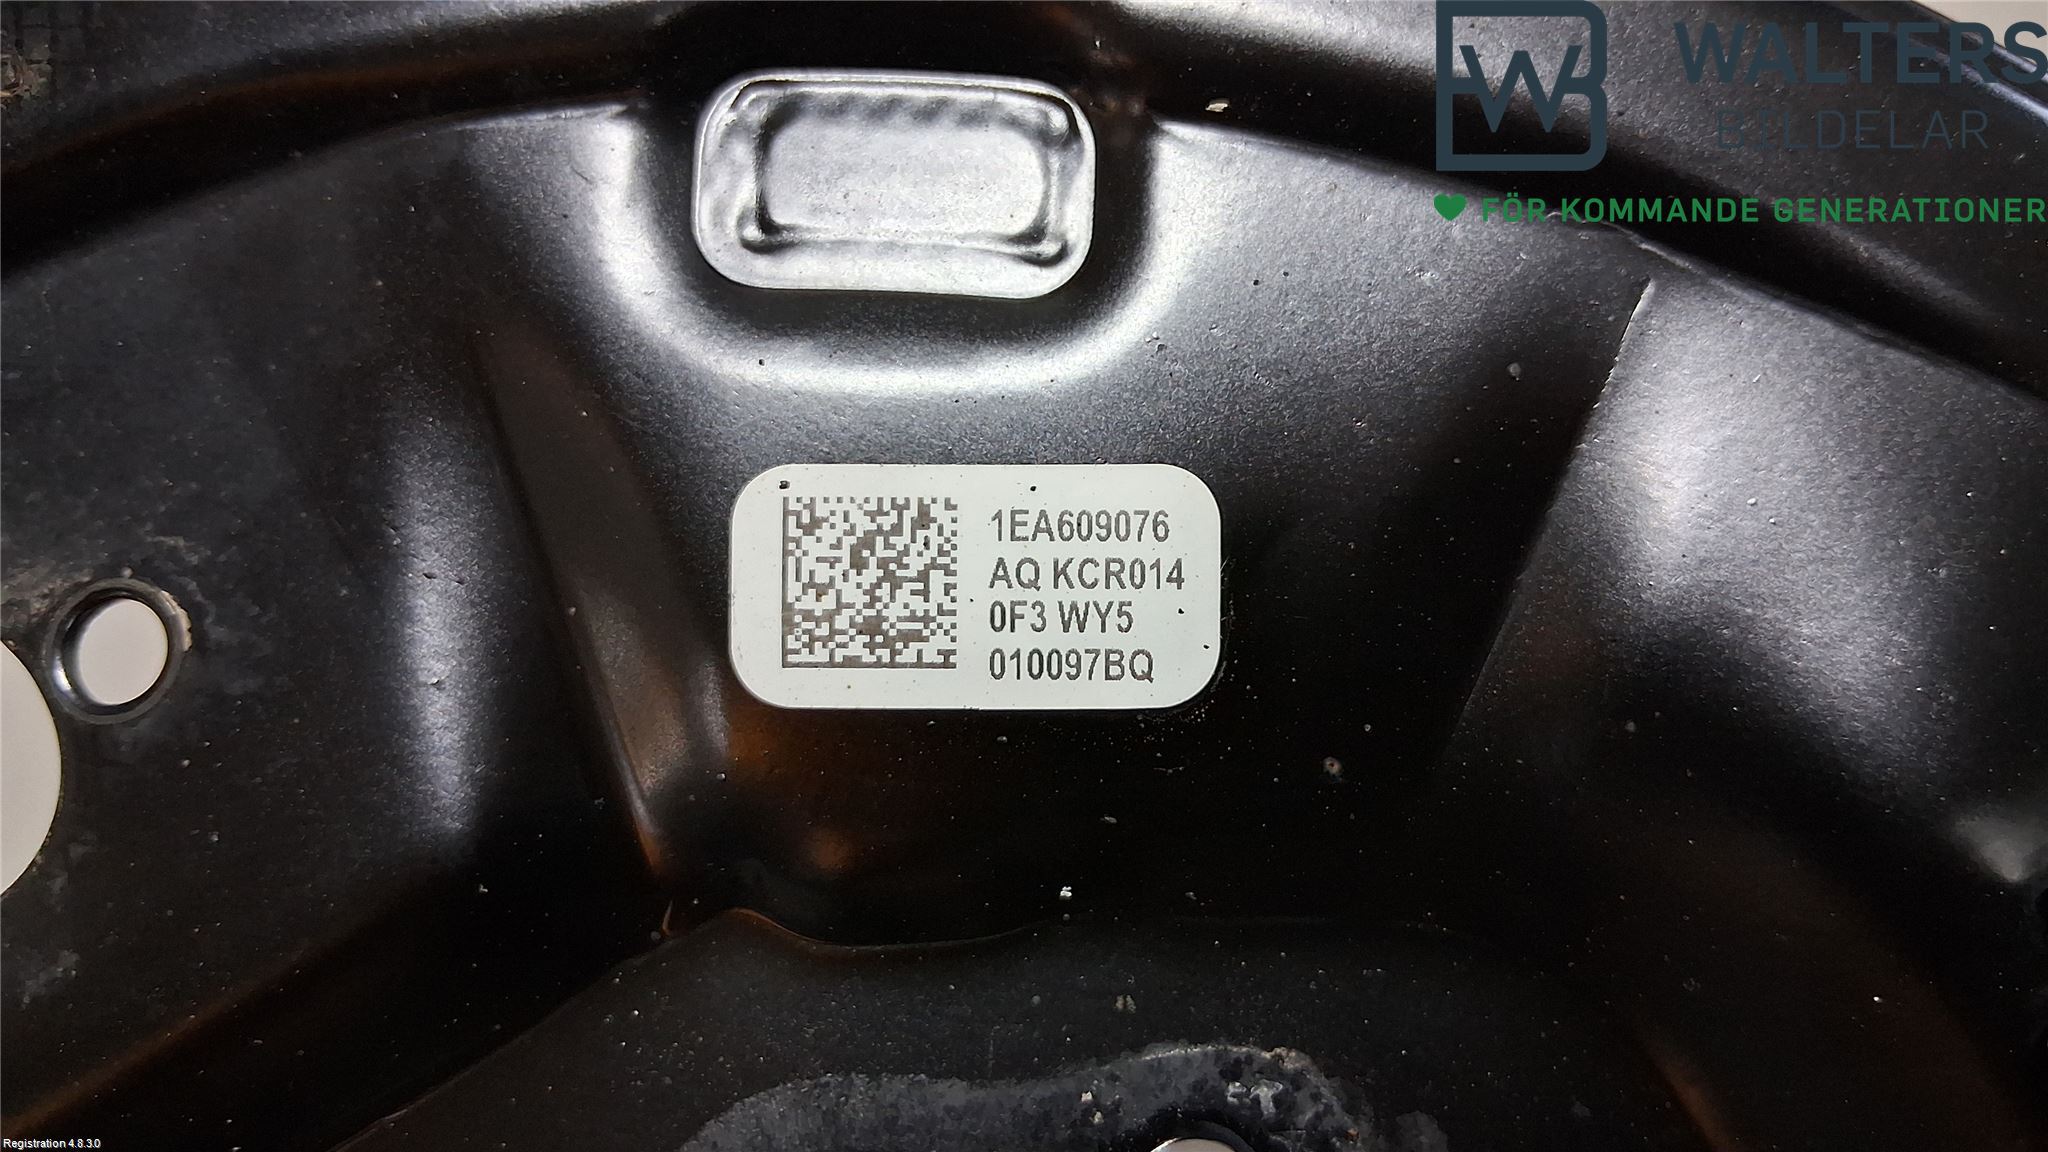 WALTERS
BILDELAR
FÖR KOMMANDE GENERATIONER
1EA609076
AQ KCR014
0F3 WY5
010097BQ
Registration 4.8.3.0